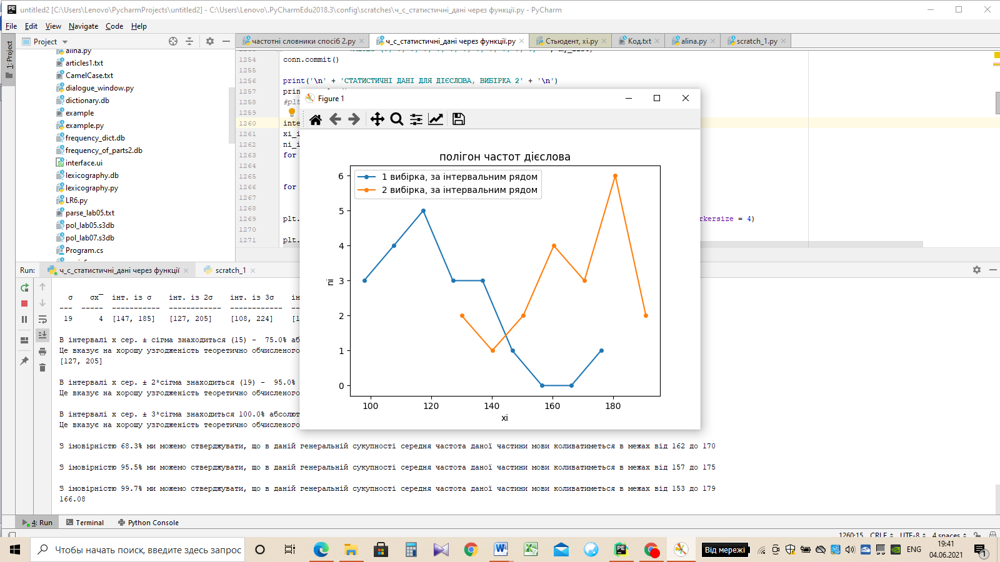 untitled2 [C:\Users\Lenovo\PycharmProjects\untitled2] - C:\Users\Lenovo\.PyCharmEdu2018.3\config\scratches\ч_с_статистичні_дані через функції.py - PyCharm
File Edit View Navigate Code Help
Project
частотні словники спосіб 2.py
ч_с_статистичні_дані через функції.py
Стьюдент, хі.py
Код.txt
alina.py
scratch_1.py
1: Project
alina.py
articles1.txt
CamelCase.txt
dialogue_window.py
dictionary.db
example
example.py
frequency_dict.db
frequency_of_parts2.db
interface.ui
lexicography.db
lexicography.py
LR6.py
parse_lab05.txt
pol_lab05.s3db
pol_lab07.s3db
Program.cs
1254 conn.commit()
1255
1256 print('\n' + 'СТАТИСТИЧНІ ДАНІ ДЛЯ ДІЄСЛОВА, ВИБІРКА 2' + '\n')
1257 prin
1258 #plt
1259
1260 inte
1261 xi_i
1262 ni_i
1263 for
1264
1265
1266 for
1267
1268
1269 plt. rkersize = 4)
1270
1271 plt.
Figure 1
полігон частот дієслова
1 вибірка, за інтервальним рядом
2 вибірка, за інтервальним рядом
6
5
4
3
2
1
0
ni
100 120 140 160 180
xi
Run: ч_с_статистичні_дані через функції scratch_1
σ σx‾ інт. із σ інт. із 2σ інт. із 3σ ін
--- ----- ----------- ------------ ------------ --
19 4 [147, 185] [127, 205] [108, 224] [1
В інтервалі x сер. ± сігма знаходиться (15) - 75.0% аб
Це вказує на хорошу узгодженість теоретично обчисленого
[127, 205]
В інтервалі x сер. ± 2*сігма знаходиться (19) - 95.0%
Це вказує на хорошу узгодженість теоретично обчисленого
В інтервалі x сер. ± 3*сігма знаходиться 100.0% абсолют
Це вказує на хорошу узгодженість теоретично обчисленого
З імовірністю 68.3% ми можемо стверджувати, що в даній генеральній сукупності середня частота даної частини мови коливатиметься в межах від 162 до 170
З імовірністю 95.5% ми можемо стверджувати, що в даній генеральній сукупності середня частота даної частини мови коливатиметься в межах від 157 до 175
З імовірністю 99.7% ми можемо стверджувати, що в даній генеральній сукупності середня частота даної частини мови коливатиметься в межах від 153 до 179
166.08
4: Run Terminal Python Console
1260:15 CRLF UTF-8 4 spaces
Чтобы начать поиск, введите здесь запрос
Від мережі
ENG
19:41
04.06.2021
1